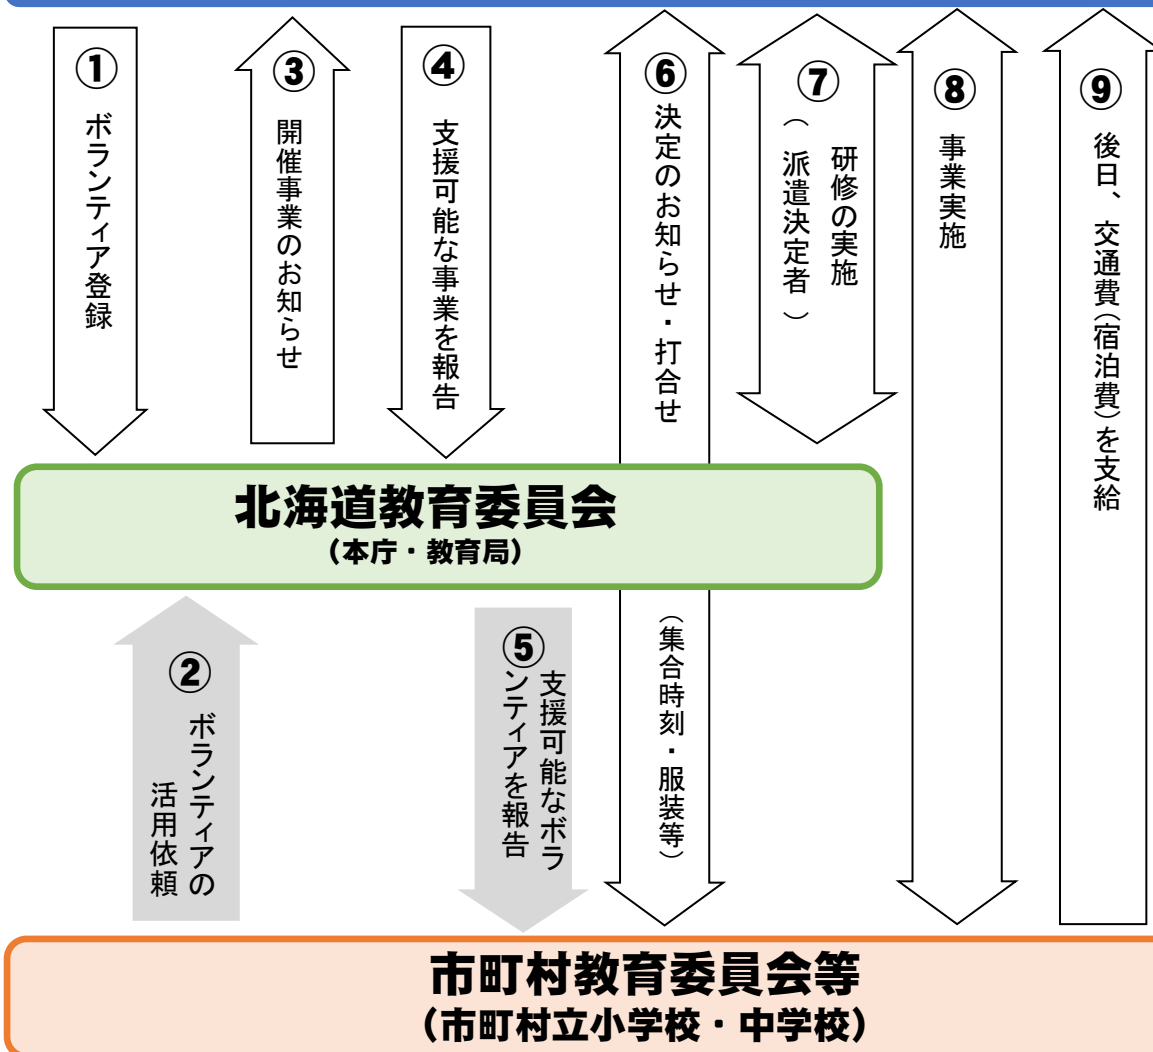 ①
ボランティア登録
③
開催事業のお知らせ
④
支援可能な事業を報告
⑥
決定のお知らせ・打合せ
（集合時刻・服装等）
⑦
研修の実施
（派遣決定者）
⑧
事業実施
⑨
後日、交通費（宿泊費）を支給
北海道教育委員会
（本庁・教育局）
②
ボランティアの
活用依頼
⑤
支援可能なボラ
ンティアを報告
市町村教育委員会等
（市町村立小学校・中学校）